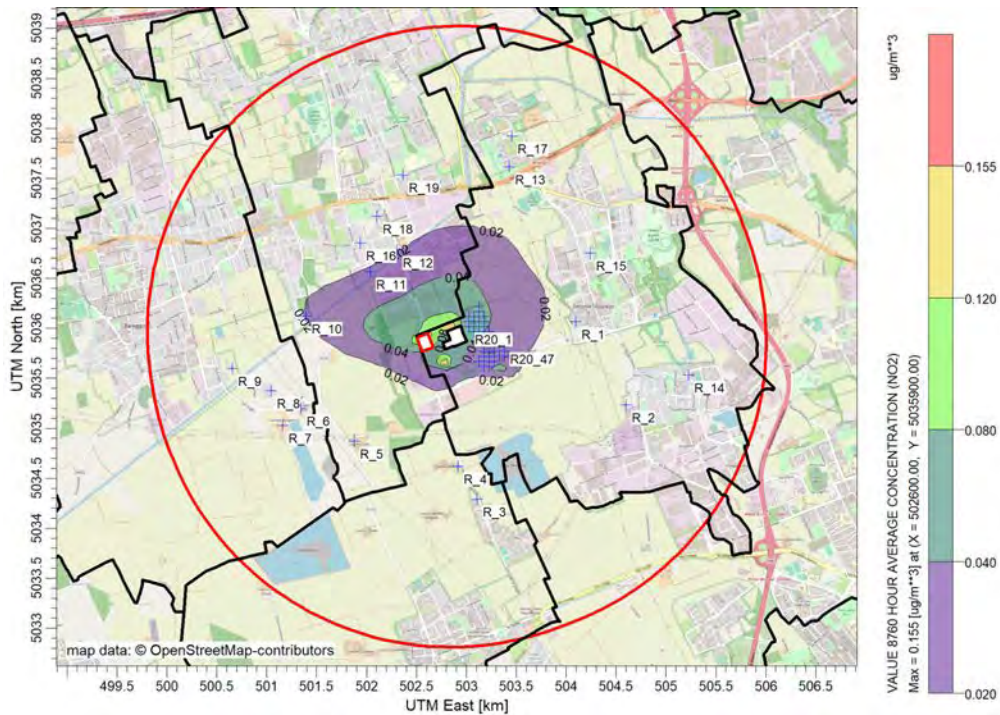 R_17
R_13
R_19
R_18
R_16
R_12
R_11
R_15
R_10
R_1
R20_1
R20_47
R_14
R_9
R_8
R_6
R_2
R_7
R_5
R_4
R_3
0.02
0.02
0.04
0.02
0.02
map data: © OpenStreetMap-contributors
UTM North [km]
5039
5038.5
5038
5037.5
5037
5036.5
5036
5035.5
5035
5034.5
5034
5033.5
5033
499.5
500
500.5
501
501.5
502
502.5
503
503.5
504
504.5
505
505.5
506
506.5
UTM East [km]
ug/m**3
0.155
0.120
0.080
0.040
0.020
VALUE 8760 HOUR AVERAGE CONCENTRATION (NO2)
Max = 0.155 [ug/m**3] at (X = 502600.00, Y = 5035900.00)